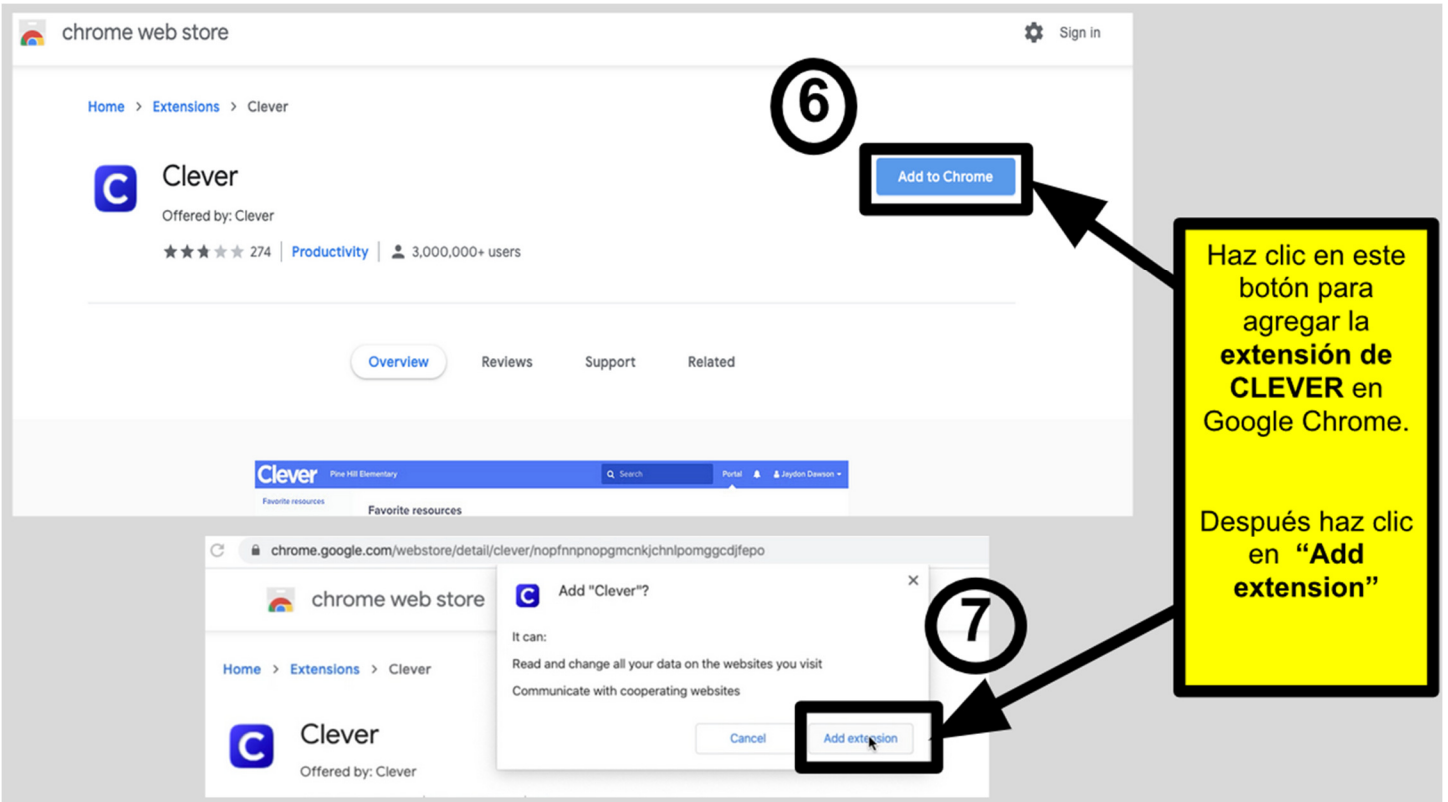 chrome web store
Sign in
6
Home > Extensions > Clever
Add to Chrome
C
Clever
Offered by: Clever
274 | Productivity | 3,000,000+ users
Haz clic en este
botón para
agregar la
extensión de
CLEVER en
Google Chrome.
Después haz clic
en “Add
extension”
Overview Reviews Support Related
Clever Pine Hill Elementary Search Portal Jaydon Dawson
Favorite resources
Favorite resources
chrome.google.com/webstore/detail/clever/nopfnnpnopgmcnkjchnlpomggcdjfepo
chrome web store
C
Add "Clever"?
7
It can:
Read and change all your data on the websites you visit
Communicate with cooperating websites
Cancel
Add extension
Home > Extensions > Clever
C
Clever
Offered by: Clever